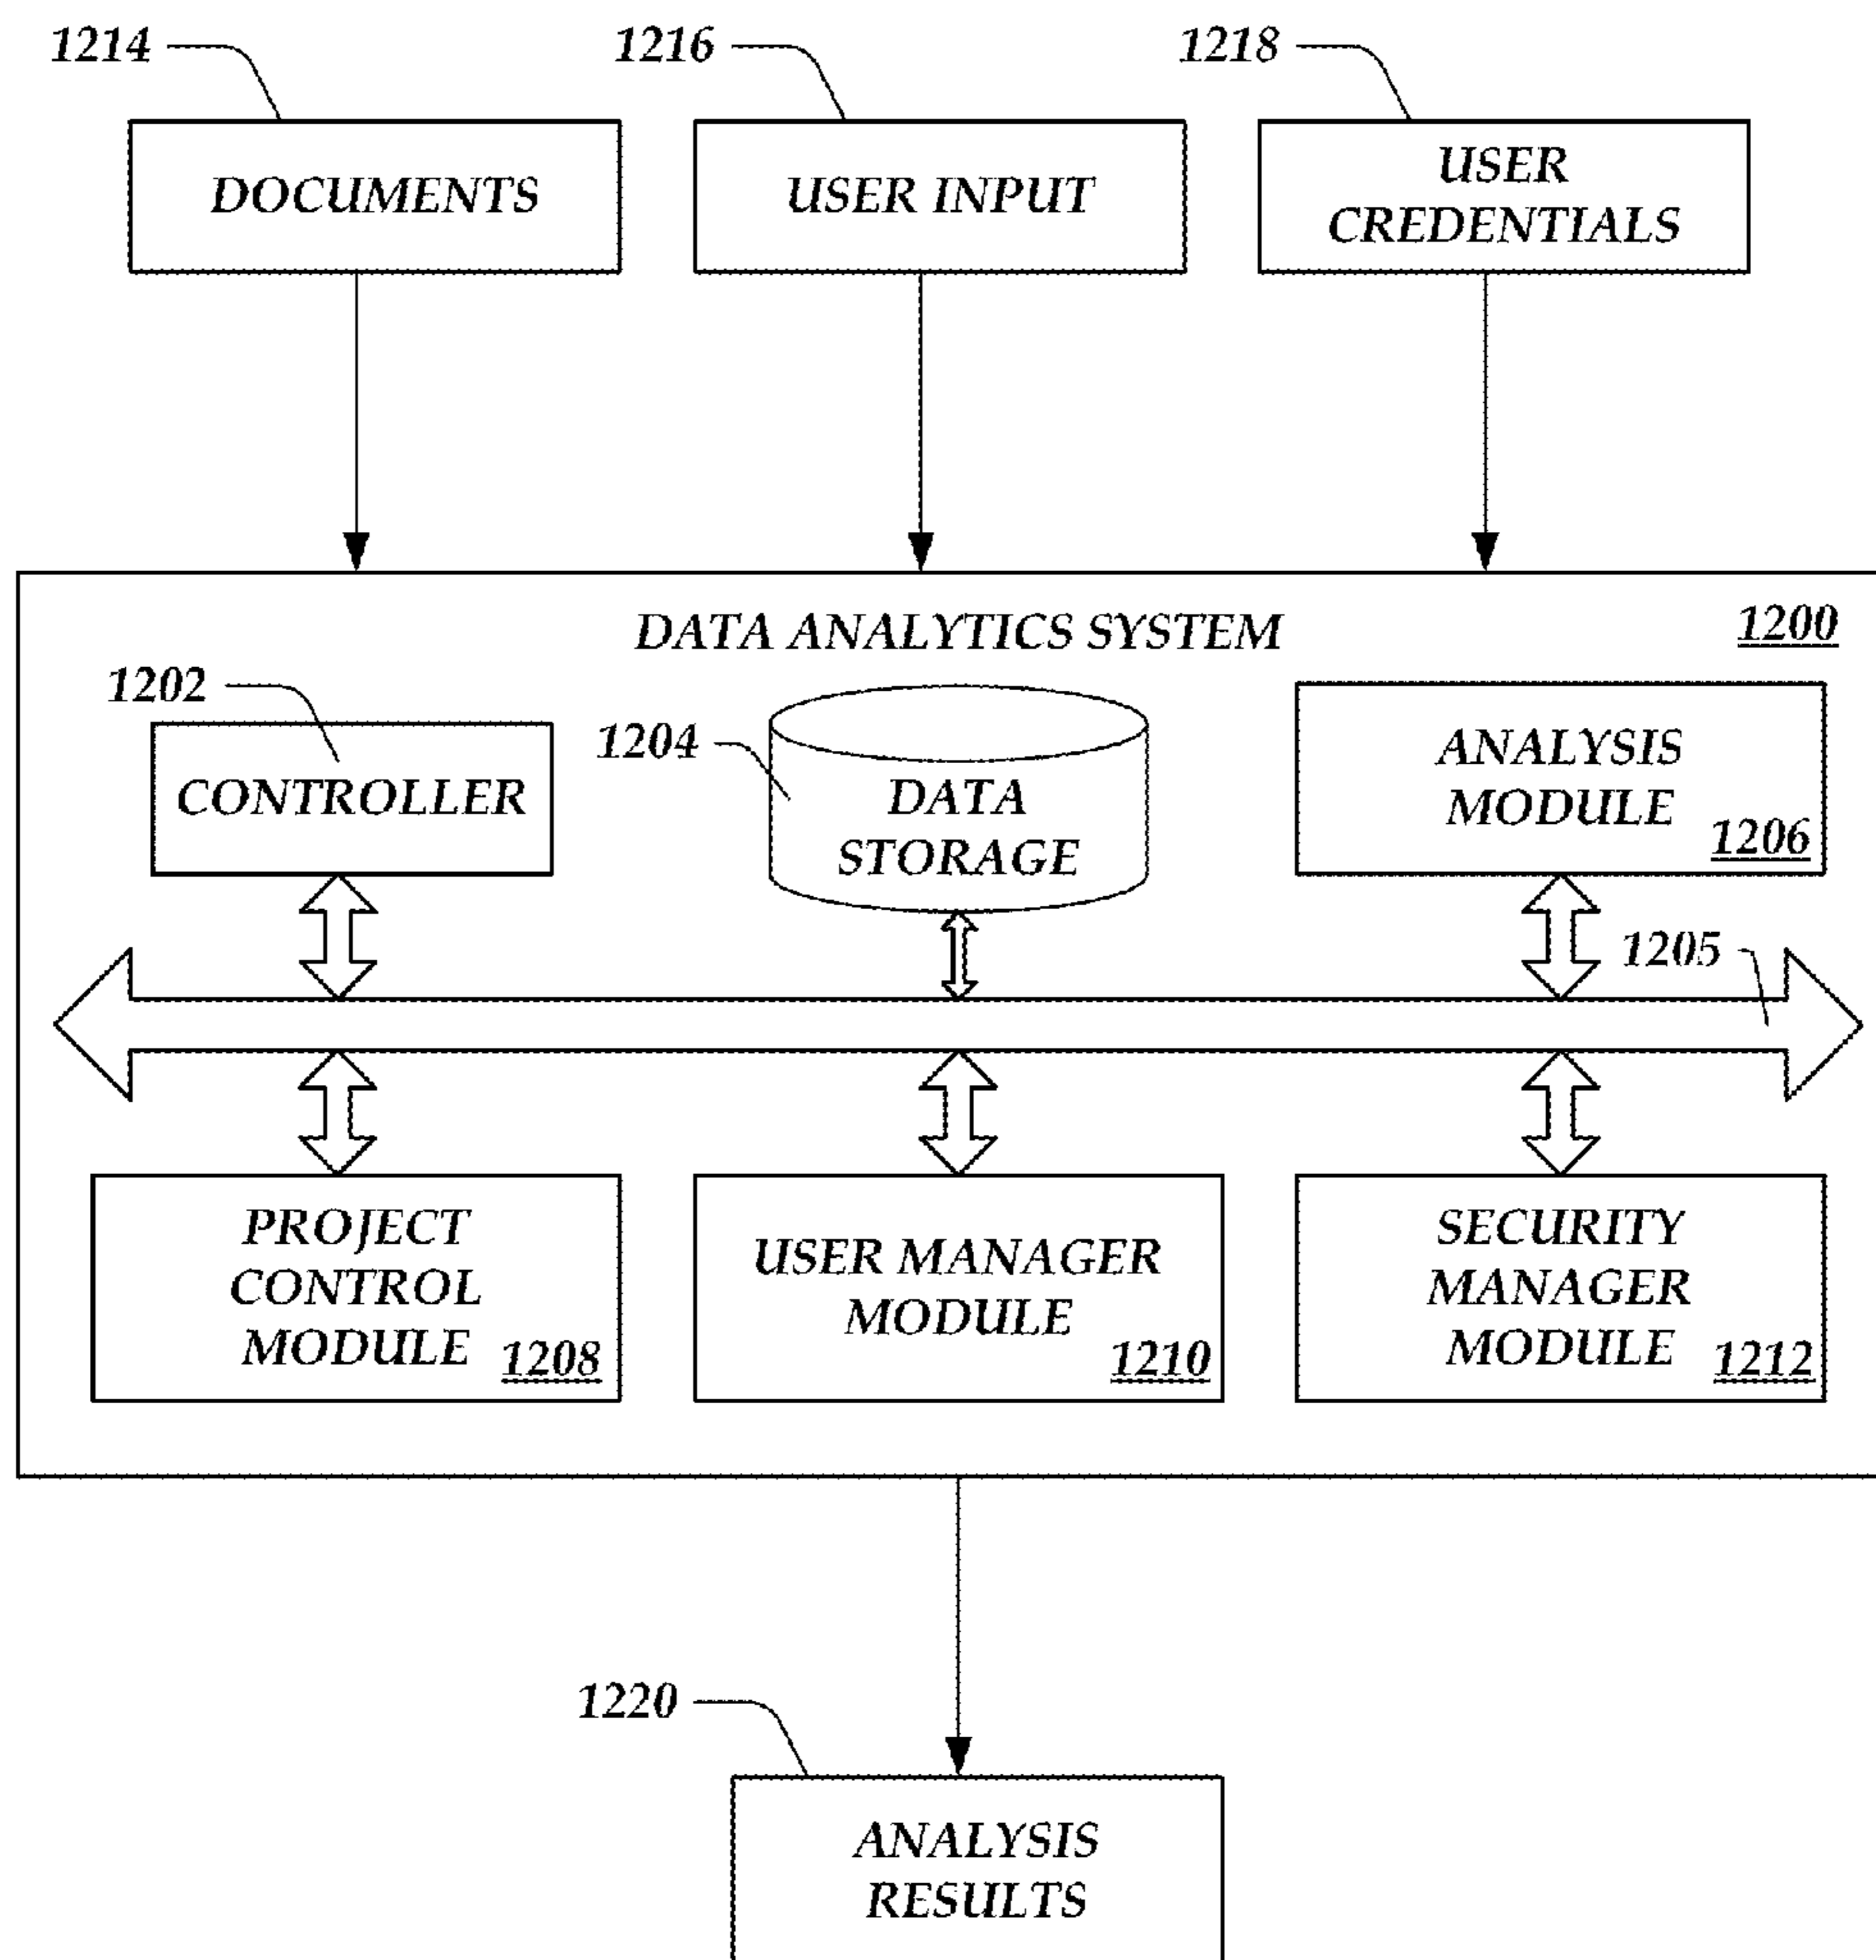 1214
1216
1218
DOCUMENTS
USER INPUT
USER
CREDENTIALS
DATA ANALYTICS SYSTEM
1200
1202
CONTROLLER
1204
DATA
STORAGE
ANALYSIS
MODULE
1206
1205
PROJECT
CONTROL
MODULE
1208
USER MANAGER
MODULE
1210
SECURITY
MANAGER
MODULE
1212
1220
ANALYSIS
RESULTS